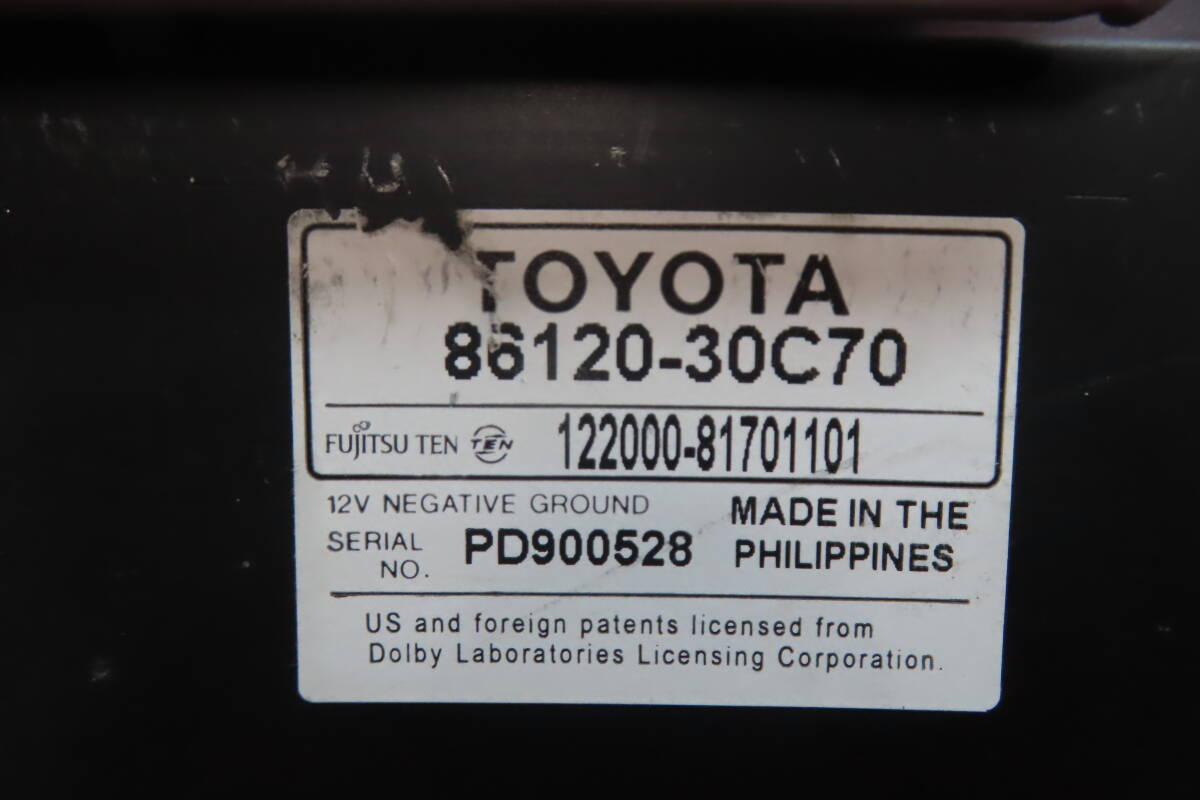 TOYOTA
86120-30C70
FUJITSU TEN TEN 122000-81701101
12V NEGATIVE GROUND
SERIAL NO. PD900528
MADE IN THE
PHILIPPINES
US and foreign patents licensed from
Dolby Laboratories Licensing Corporation.